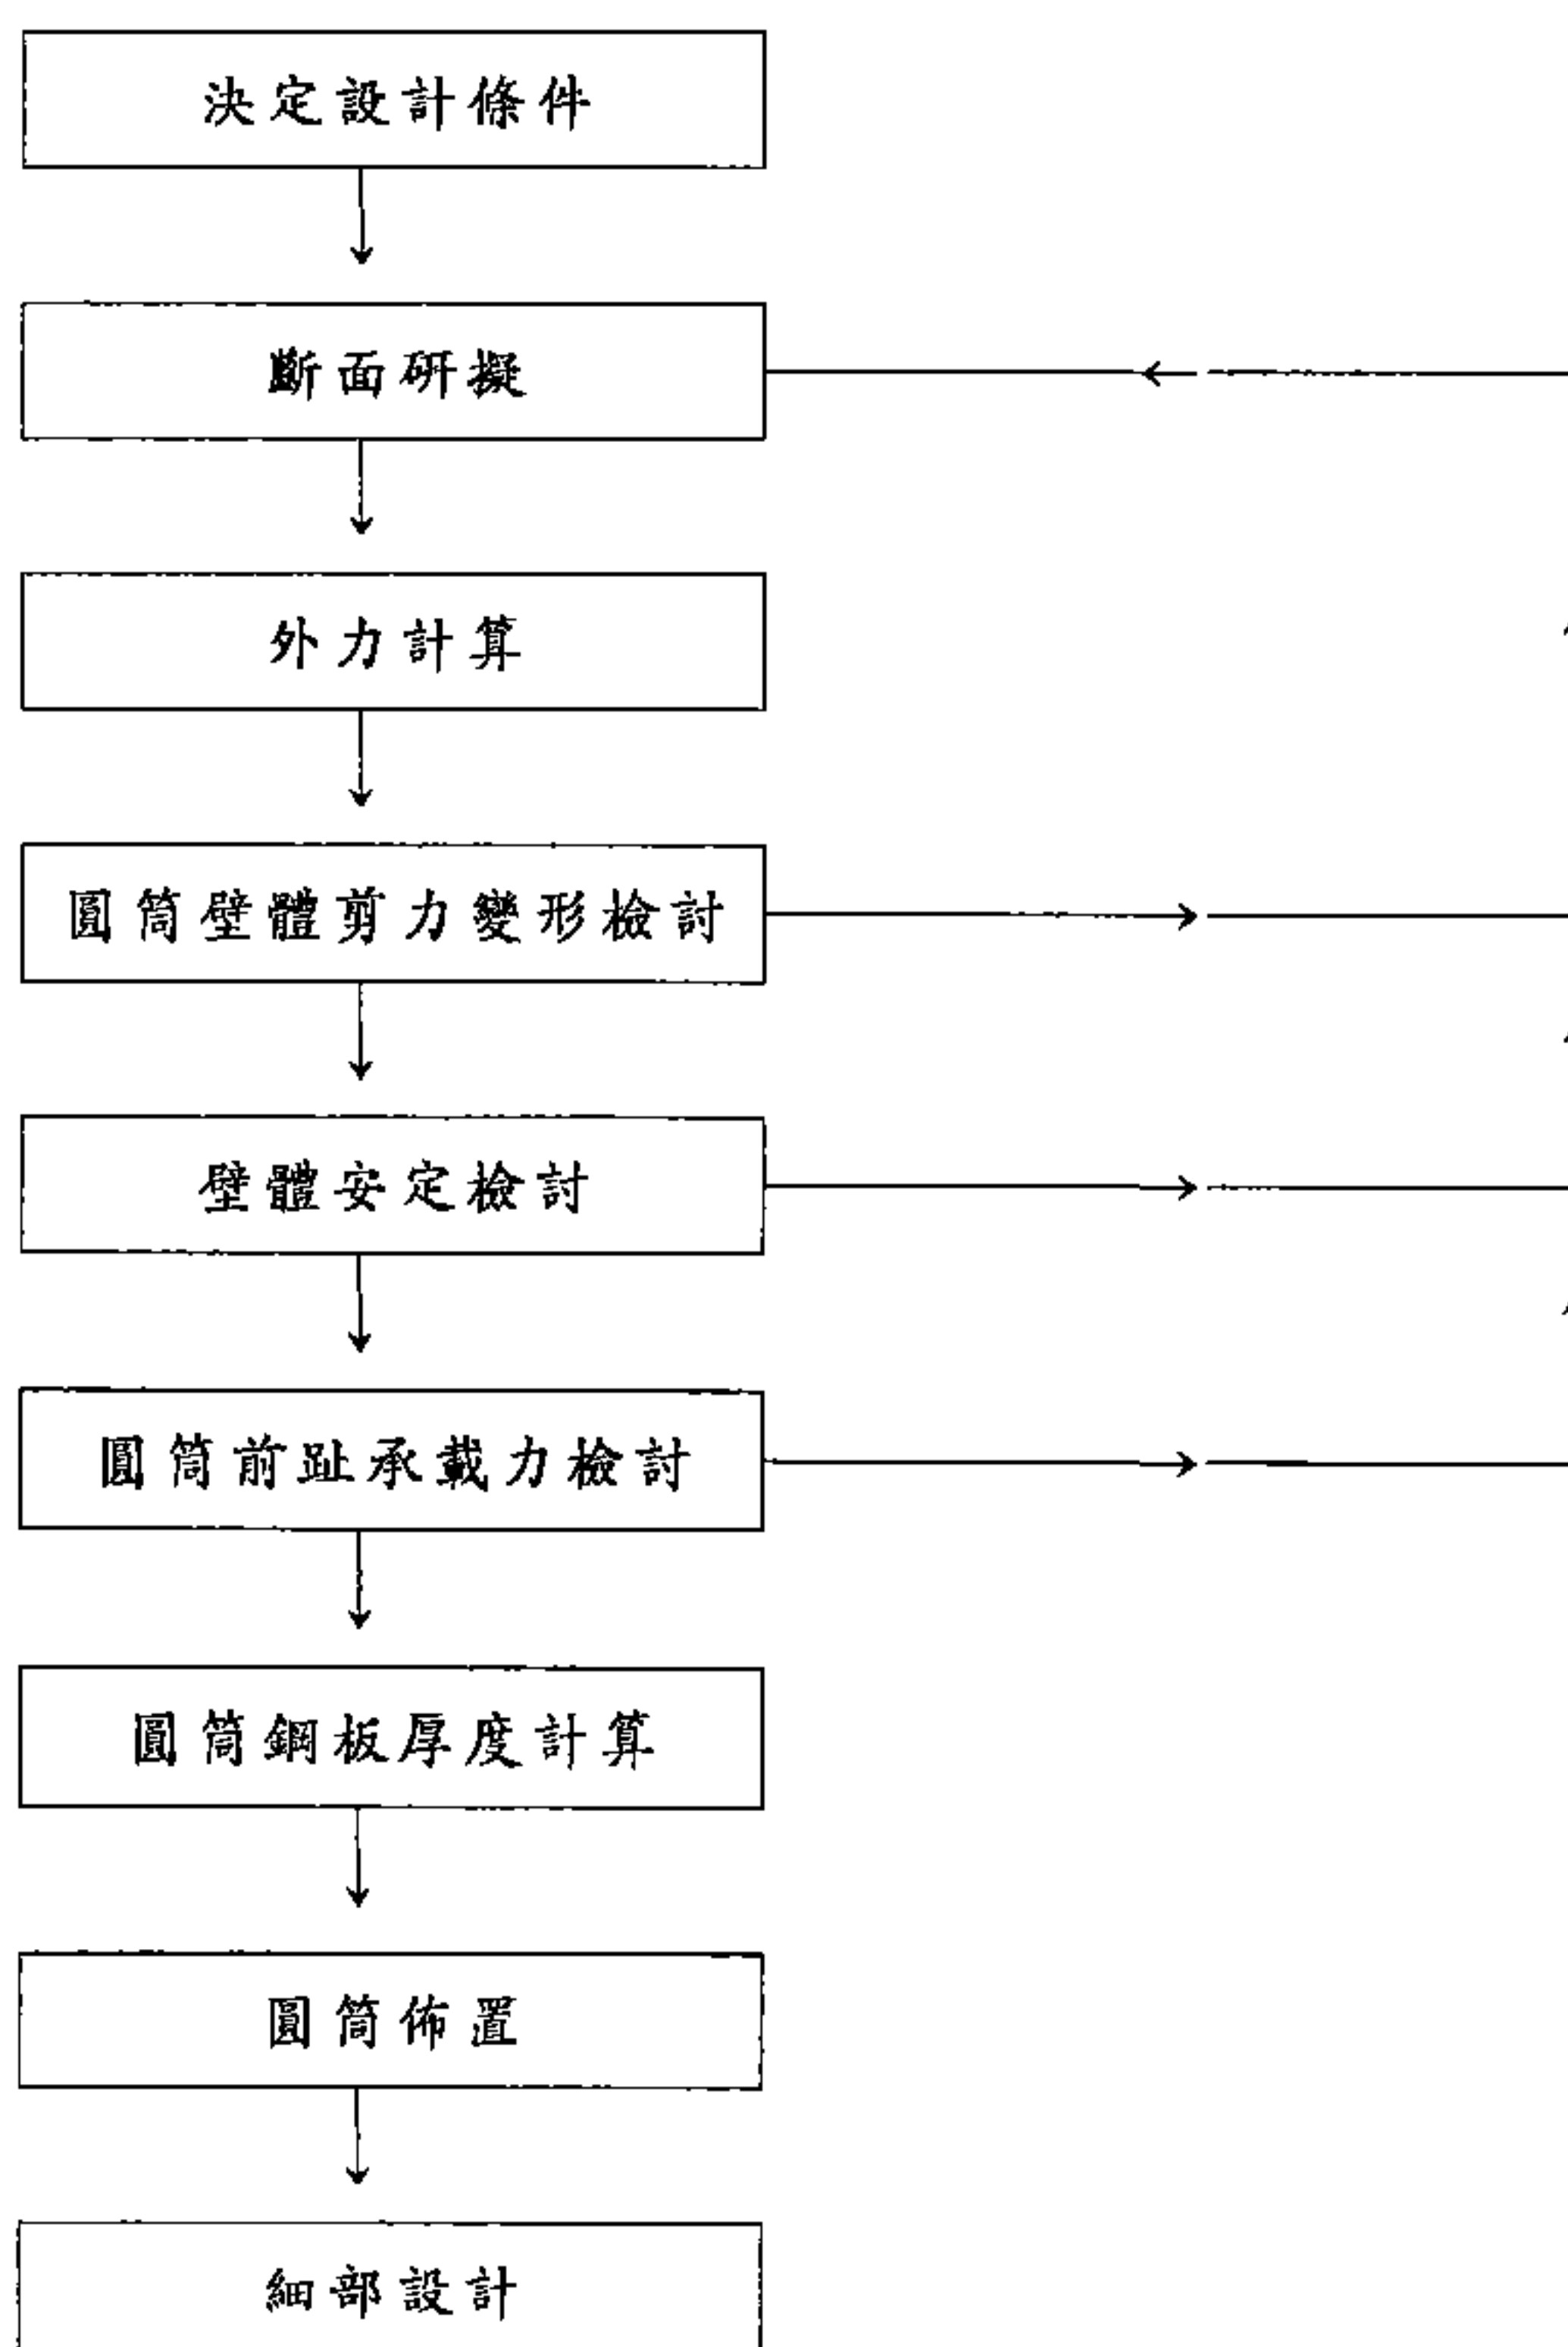 決定設計條件
斷面研擬
外力計算
圓筒壁體剪力變形檢討
壁體安定檢討
圓筒前趾承載力檢討
圓筒鋼板厚度計算
圓筒佈置
細部設計